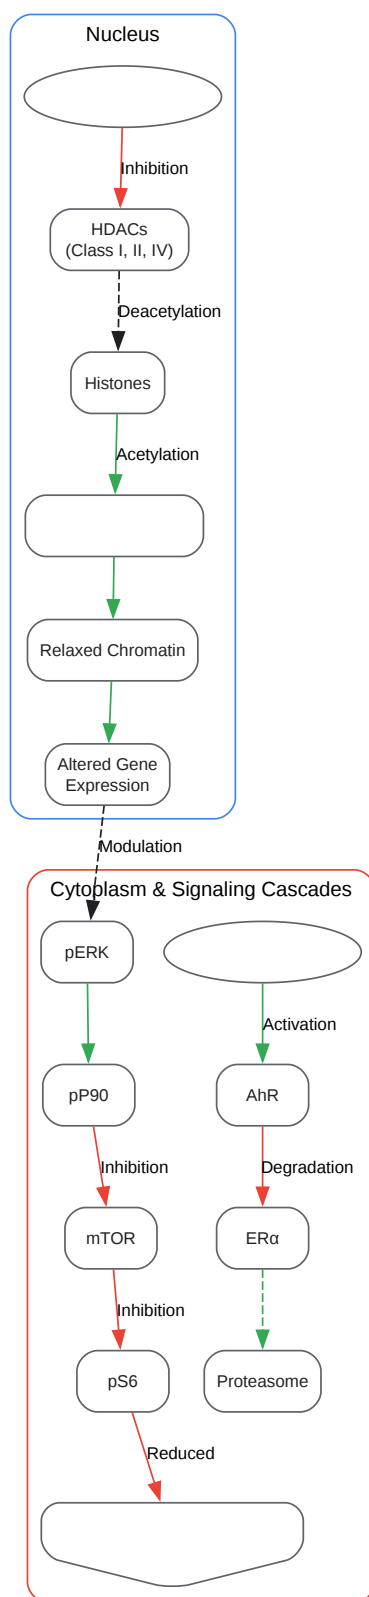 Nucleus
Inhibition
HDACs
(Class I, II, IV)
Deacetylation
Histones
Acetylation
Relaxed Chromatin
Altered Gene
Expression
Modulation
Cytoplasm & Signaling Cascades
pERK
Activation
pP90
AhR
Inhibition
Degradation
mTOR
ERα
Inhibition
pS6
Proteasome
Reduced